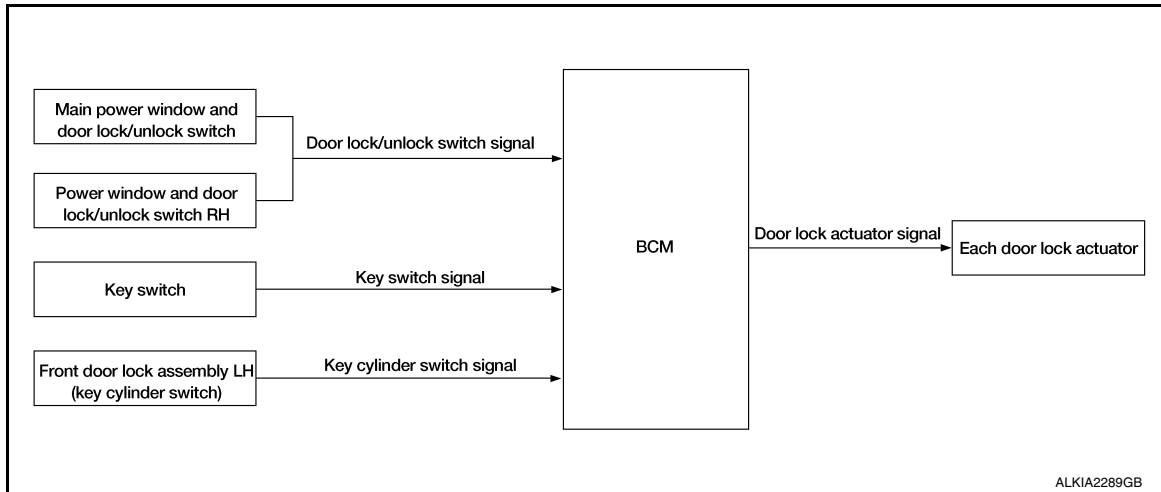 Main power window and
door lock/unlock switch
Door lock/unlock switch signal
Power window and door
lock/unlock switch RH
Key switch
Key switch signal
Front door lock assembly LH
(key cylinder switch)
Key cylinder switch signal
BCM
Door lock actuator signal
Each door lock actuator
ALKIA2289GB